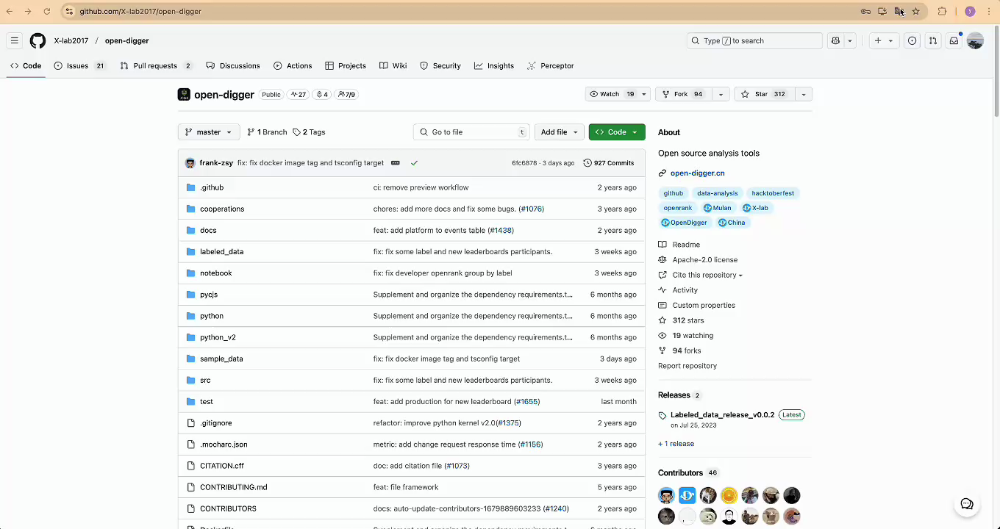 github.com/X-lab2017/open-digger
Y
X-lab2017 / open-digger
Type / to search
<> Code Issues 21 Pull requests 2 Discussions Actions Projects Wiki Security Insights Perceptor
open-digger Public 27 4 7/9
Watch 19 Fork 94 Star 312
master 1 Branch 2 Tags Go to file t Add file <> Code
frank-zsy fix: fix docker image tag and tsconfig target 6fc6878 · 3 days ago 927 Commits
.github ci: remove preview workflow 2 years ago
cooperations chores: add more docs and fix some bugs. (#1076) 3 years ago
docs feat: add platform to events table (#1438) 2 years ago
labeled_data fix: fix some label and new leaderboards participants. 3 weeks ago
notebook fix: fix developer openrank group by label 3 weeks ago
pycjs Supplement and organize the dependency requirements.t... 6 months ago
python Supplement and organize the dependency requirements.t... 6 months ago
python_v2 Supplement and organize the dependency requirements.t... 6 months ago
sample_data fix: fix docker image tag and tsconfig target 3 days ago
src fix: fix some label and new leaderboards participants. 3 weeks ago
test feat: add production for new leaderboard (#1655) last month
.gitignore refactor: improve python kernel v2.0(#1375) 2 years ago
.mocharc.json metric: add change request response time (#1156) 2 years ago
CITATION.cff doc: add citation file (#1073) 3 years ago
CONTRIBUTING.md feat: file framework 5 years ago
CONTRIBUTORS docs: auto-update-contributors-1679889603233 (#1240) 2 years ago
About
Open source analysis tools
open-digger.cn
github data-analysis hacktoberfest
openrank Mulan X-lab
OpenDigger China
Readme
Apache-2.0 license
Cite this repository
Activity
Custom properties
312 stars
19 watching
94 forks
Report repository
Releases 2
Labeled_data_release_v0.0.2 Latest
on Jul 25, 2023
+ 1 release
Contributors 46